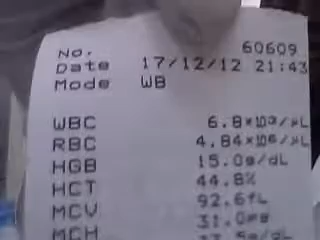 No. 60609
Date 17/12/12 21:43
Mode WB
WBC 6.8×10³/μL
RBC 4.84×10⁶/μL
HGB 15.0g/dL
HCT 44.8%
MCV 92.6fL
MCH 31.0pg